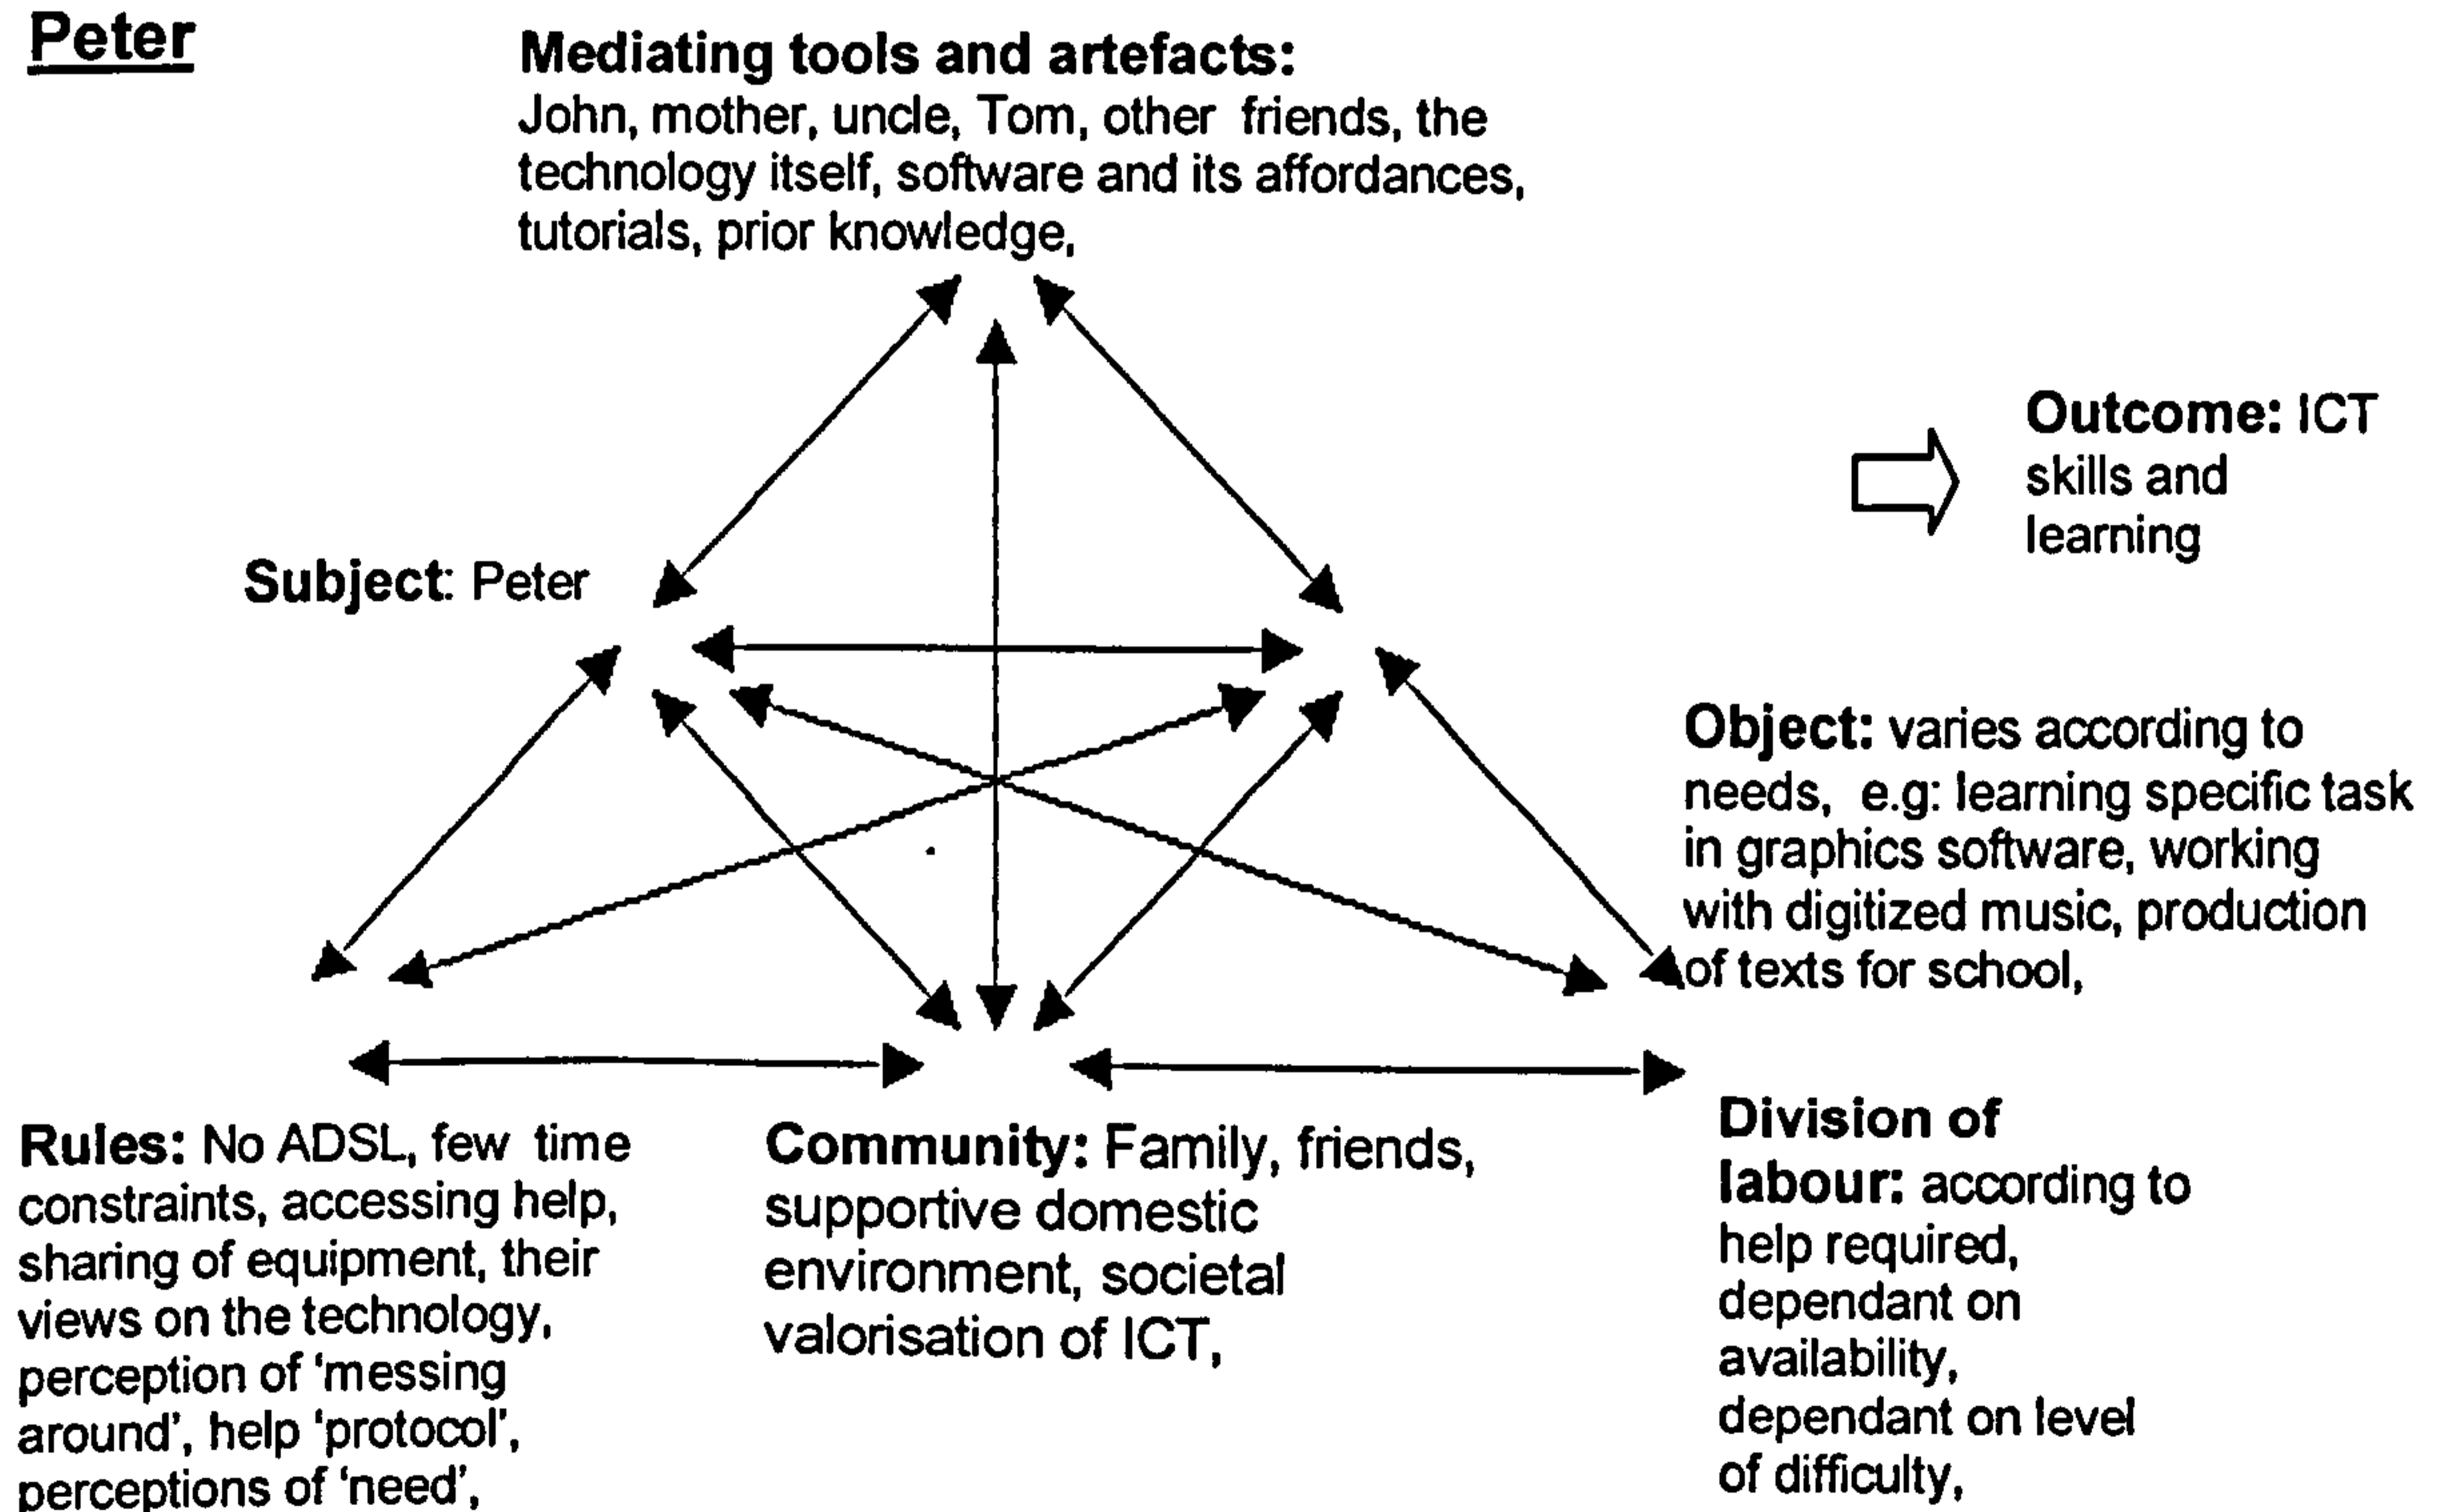 Peter
Mediating tools and artefacts:
John, mother, uncle, Tom, other friends, the
technology itself, software and its affordances,
tutorials, prior knowledge,
Outcome: ICT
skills and
learning
Subject: Peter
Object: varies according to
needs, e.g: learning specific task
in graphics software, working
with digitized music, production
of texts for school,
Rules: No ADSL, few time
constraints, accessing help,
sharing of equipment, their
views on the technology,
perception of ‘messing
around’, help ‘protocol’,
perceptions of ‘need’,
Community: Family, friends,
supportive domestic
environment, societal
valorisation of ICT,
Division of
labour: according to
help required,
dependant on
availability,
dependant on level
of difficulty,